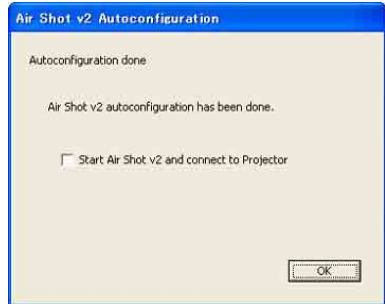 Air Shot v2 Autoconfiguration
Autoconfiguration done
Air Shot v2 autoconfiguration has been done.
Start Air Shot v2 and connect to Projector
OK